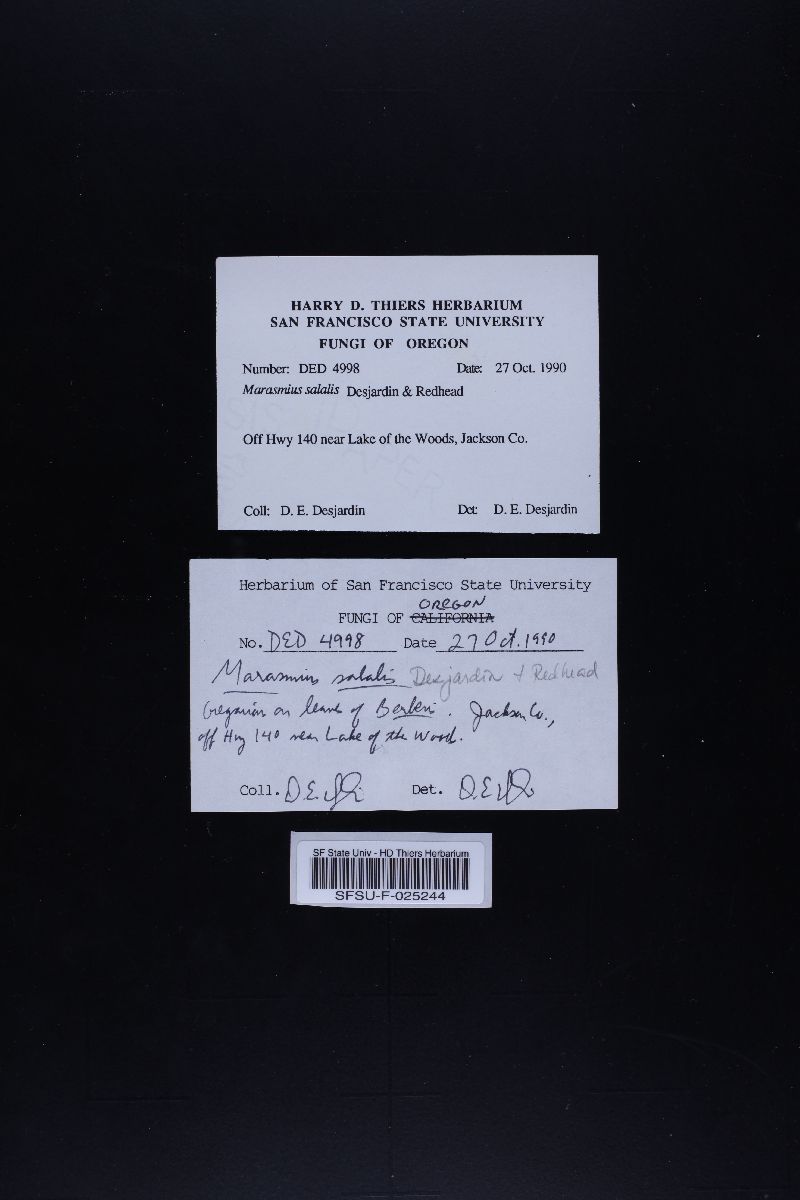 HARRY D. THIERS HERBARIUM
SAN FRANCISCO STATE UNIVERSITY
FUNGI OF OREGON
Number: DED 4998 Date: 27 Oct. 1990
Marasmius salalis Desjardin & Redhead
Off Hwy 140 near Lake of the Woods, Jackson Co.
Coll: D. E. Desjardin Det: D. E. Desjardin
Herbarium of San Francisco State University
OREGON
FUNGI OF CALIFORNIA
No. DED 4998 Date 27 Oct. 1990
Marasmius salalis Desjardin + Redhead
Gregarious on leaves of Berberis. Jackson Co.,
off Hwy 140 near Lake of the Woods.
Coll. D.E. Det. D.E.
SF State Univ - HD Thiers Herbarium
SFSU-F-025244